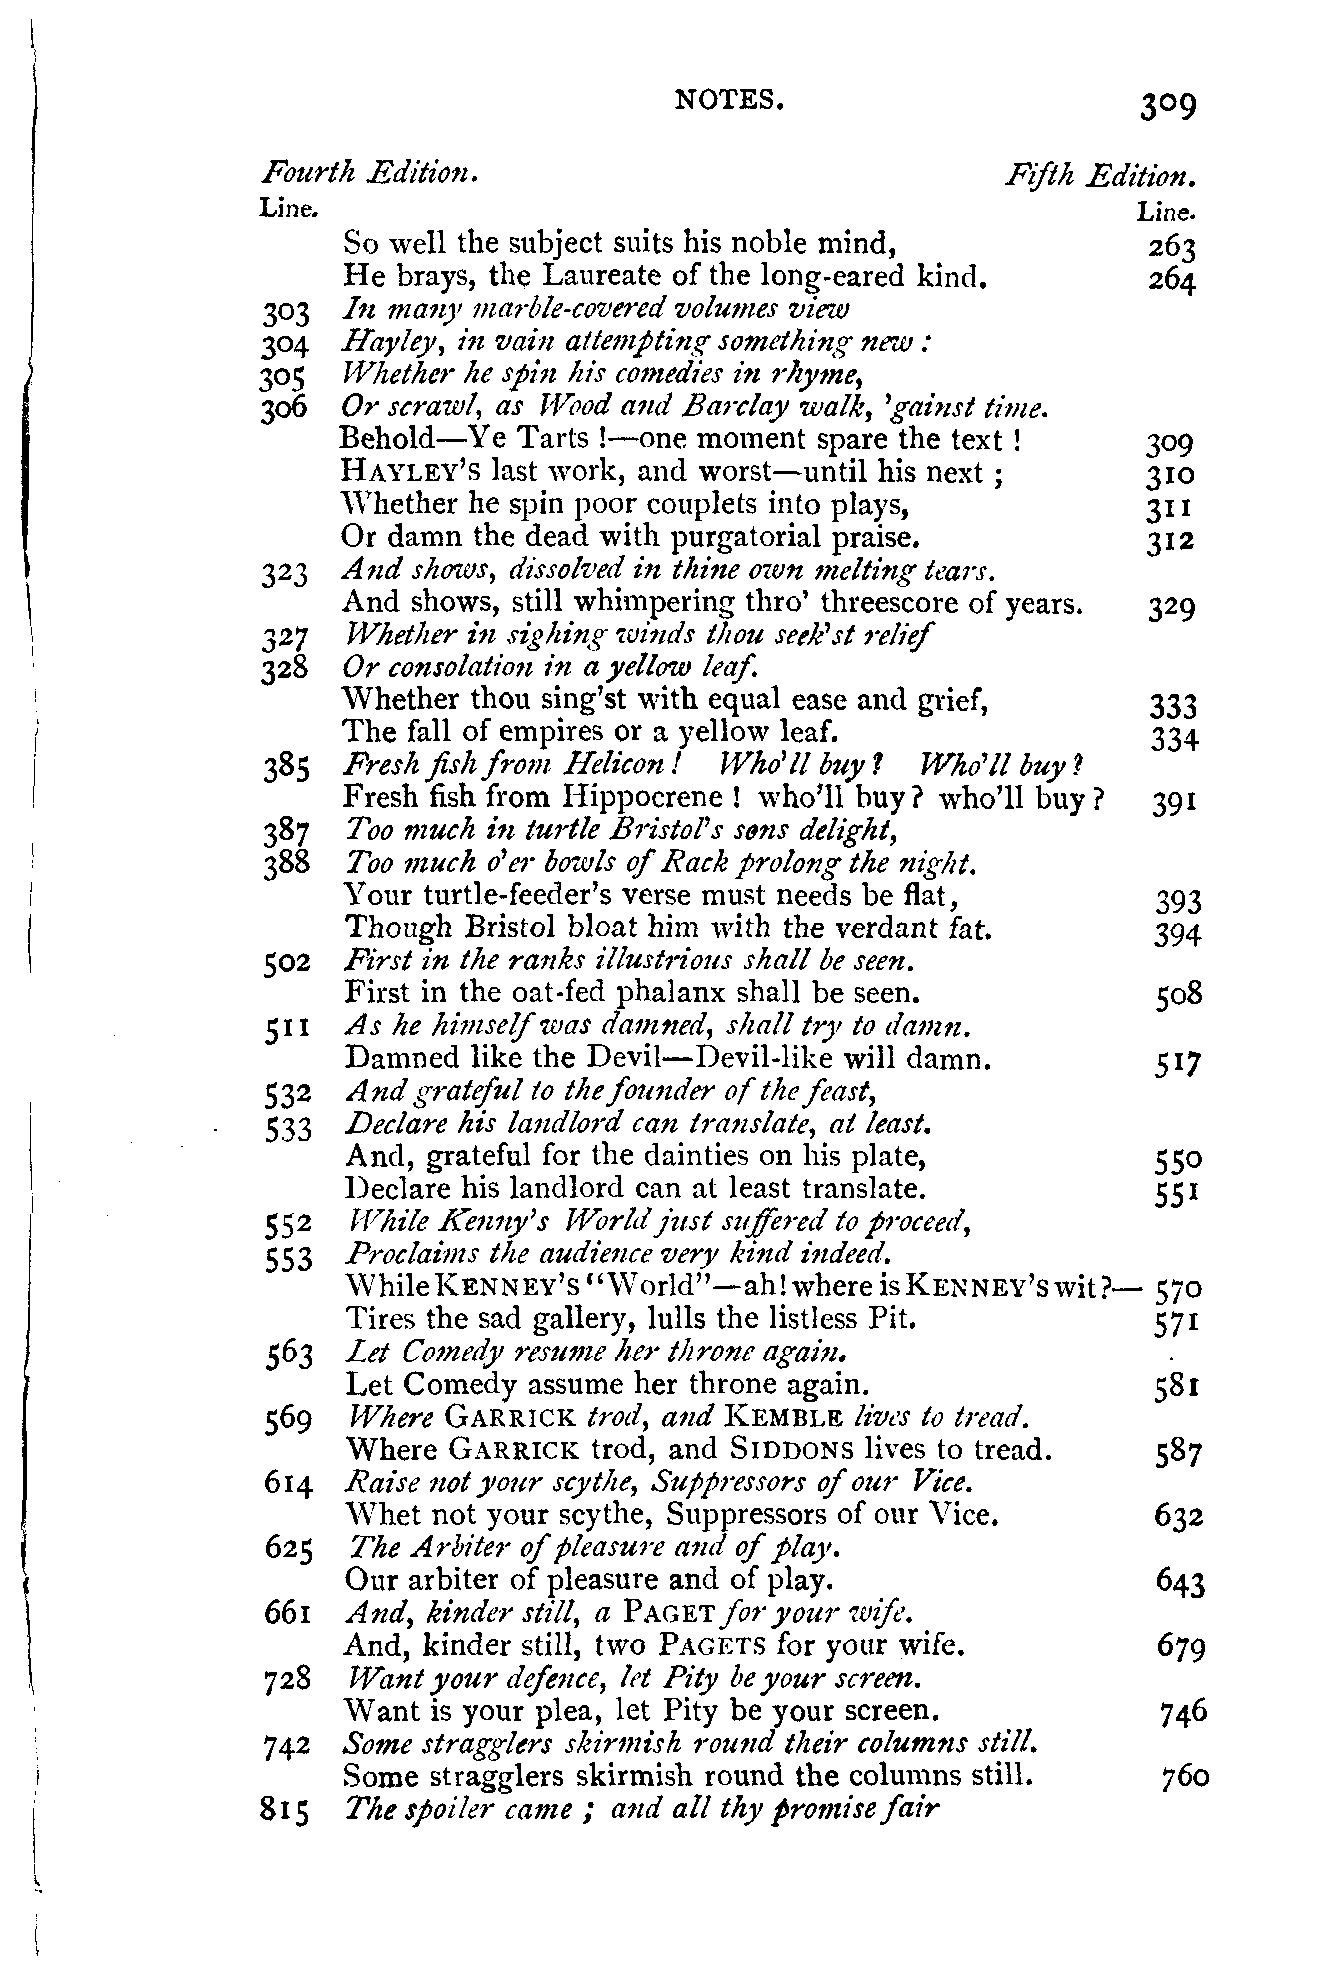 NOTES. 309
Fourth Edition. Fifth Edition.
Line. Line.
So well the subject suits his noble mind, 263
He brays, the Laureate of the long-eared kind. 264
303 In many marble-covered volumes view
304 Hayley, in vain attempting something new :
305 Whether he spin his comedies in rhyme,
306 Or scrawl, as Wood and Barclay walk, 'gainst time.
Behold—Ye Tarts !—one moment spare the text ! 309
HAYLEY'S last work, and worst—until his next ; 310
Whether he spin poor couplets into plays, 311
Or damn the dead with purgatorial praise. 312
323 And shows, dissolved in thine own melting tears.
And shows, still whimpering thro' threescore of years. 329
327 Whether in sighing winds thou seek'st relief
328 Or consolation in a yellow leaf.
Whether thou sing'st with equal ease and grief, 333
The fall of empires or a yellow leaf. 334
385 Fresh fish from Helicon ! Who'll buy ? Who'll buy ?
Fresh fish from Hippocrene ! who'll buy ? who'll buy ? 391
387 Too much in turtle Bristol's sons delight,
388 Too much o'er bowls of Rack prolong the night.
Your turtle-feeder's verse must needs be flat, 393
Though Bristol bloat him with the verdant fat. 394
502 First in the ranks illustrious shall be seen.
First in the oat-fed phalanx shall be seen. 508
511 As he himself was damned, shall try to damn.
Damned like the Devil—Devil-like will damn. 517
532 And grateful to the founder of the feast,
533 Declare his landlord can translate, at least.
And, grateful for the dainties on his plate, 550
Declare his landlord can at least translate. 551
552 While Kenny's World just suffered to proceed,
553 Proclaims the audience very kind indeed.
While KENNEY'S "World"—ah! where is KENNEY'S wit?— 570
Tires the sad gallery, lulls the listless Pit. 571
563 Let Comedy resume her throne again.
Let Comedy assume her throne again. 581
569 Where GARRICK trod, and KEMBLE lives to tread.
Where GARRICK trod, and SIDDONS lives to tread. 587
614 Raise not your scythe, Suppressors of our Vice.
Whet not your scythe, Suppressors of our Vice. 632
625 The Arbiter of pleasure and of play.
Our arbiter of pleasure and of play. 643
661 And, kinder still, a PAGET for your wife.
And, kinder still, two PAGETS for your wife. 679
728 Want your defence, let Pity be your screen.
Want is your plea, let Pity be your screen. 746
742 Some stragglers skirmish round their columns still.
Some stragglers skirmish round the columns still. 760
815 The spoiler came ; and all thy promise fair